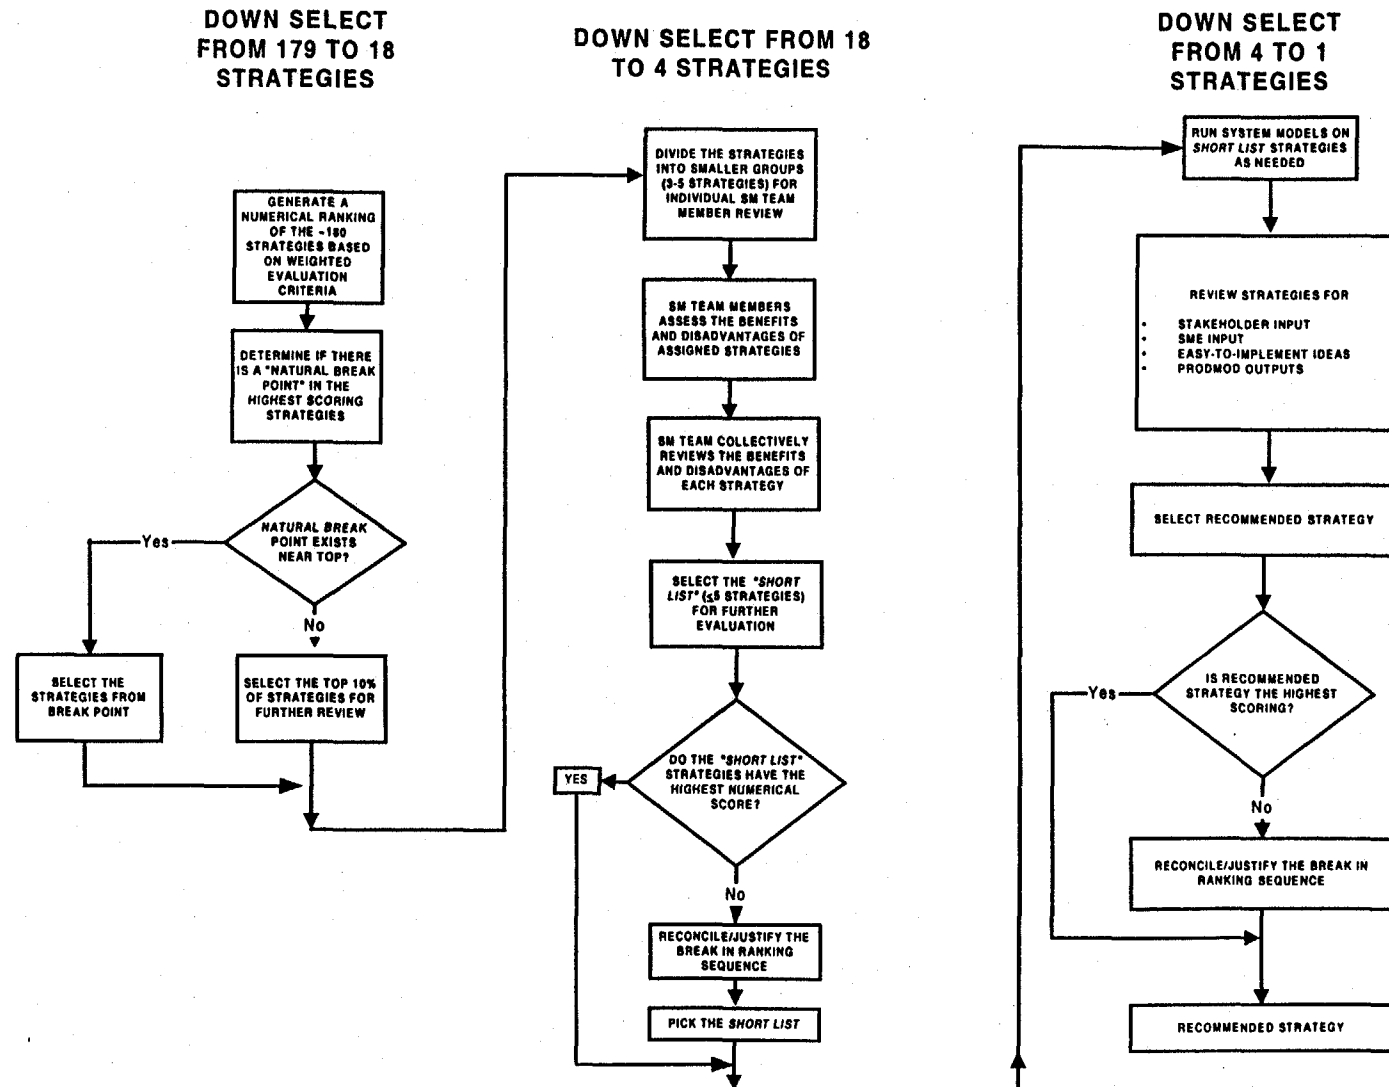 DOWN SELECT
FROM 179 TO 18
STRATEGIES
GENERATE A
NUMERICAL RANKING
OF THE ~180
STRATEGIES BASED
ON WEIGHTED
EVALUATION
CRITERIA
DETERMINE IF THERE
IS A "NATURAL BREAK
POINT" IN THE
HIGHEST SCORING
STRATEGIES
NATURAL BREAK
POINT EXISTS
NEAR TOP?
Yes
No
SELECT THE
STRATEGIES FROM
BREAK POINT
SELECT THE TOP 10%
OF STRATEGIES FOR
FURTHER REVIEW
DOWN SELECT FROM 18
TO 4 STRATEGIES
DIVIDE THE STRATEGIES
INTO SMALLER GROUPS
(3-5 STRATEGIES) FOR
INDIVIDUAL SM TEAM
MEMBER REVIEW
SM TEAM MEMBERS
ASSESS THE BENEFITS
AND DISADVANTAGES OF
ASSIGNED STRATEGIES
SM TEAM COLLECTIVELY
REVIEWS THE BENEFITS
AND DISADVANTAGES OF
EACH STRATEGY
SELECT THE "SHORT
LIST" (≤5 STRATEGIES)
FOR FURTHER
EVALUATION
DO THE "SHORT LIST"
STRATEGIES HAVE THE
HIGHEST NUMERICAL
SCORE?
YES
No
RECONCILE/JUSTIFY THE
BREAK IN RANKING
SEQUENCE
PICK THE SHORT LIST
DOWN SELECT
FROM 4 TO 1
STRATEGIES
RUN SYSTEM MODELS ON
SHORT LIST STRATEGIES
AS NEEDED
REVIEW STRATEGIES FOR
• STAKEHOLDER INPUT
• SME INPUT
• EASY-TO-IMPLEMENT IDEAS
• PRODMOD OUTPUTS
SELECT RECOMMENDED STRATEGY
IS RECOMMENDED
STRATEGY THE HIGHEST
SCORING?
Yes
No
RECONCILE/JUSTIFY THE BREAK IN
RANKING SEQUENCE
RECOMMENDED STRATEGY